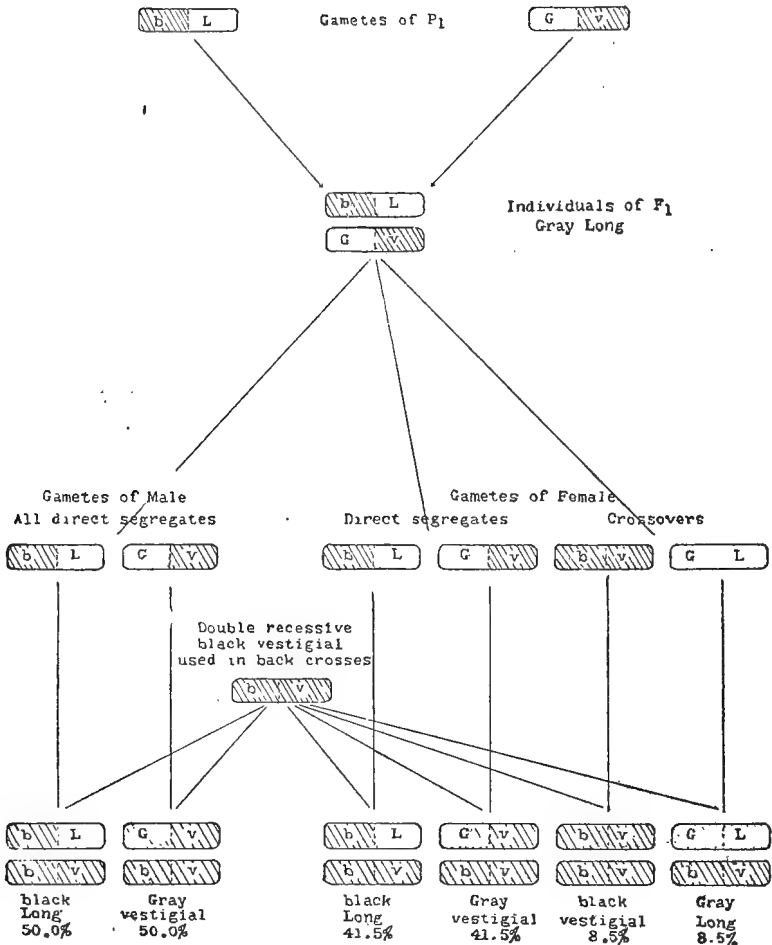 b L Gametes of P1 G v
b L
G v
Individuals of F1
Gray Long
Gametes of Male
All direct segregates
Gametes of Female
Direct segregates Crossovers
b L G v b L G v b v G L
Double recessive
black vestigial
used in back crosses
b v
b L G v b L G v b v G L
b v b v b v b v b v b v
black
Long
50.0%
Gray
vestigial
50.0%
black
Long
41.5%
Gray
vestigial
41.5%
black
vestigial
8.5%
Gray
Long
8.5%